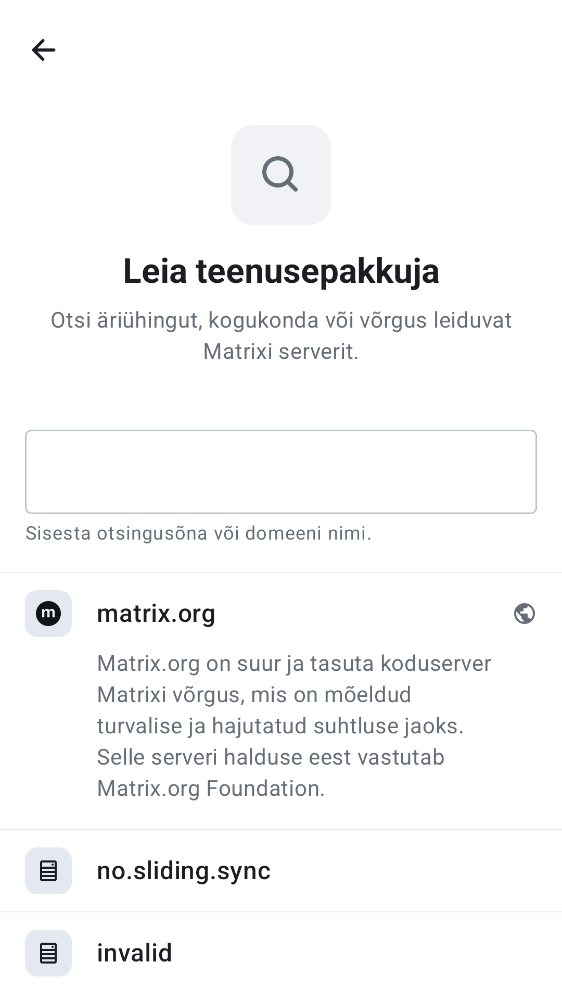 Leia teenusepakkuja
Otsi äriühingut, kogukonda või võrgus leiduvat
Matrixi serverit.
Sisesta otsingusõna või domeeni nimi.
m
matrix.org
Matrix.org on suur ja tasuta koduserver
Matrixi võrgus, mis on mõeldud
turvalise ja hajutatud suhtluse jaoks.
Selle serveri halduse eest vastutab
Matrix.org Foundation.
no.sliding.sync
invalid